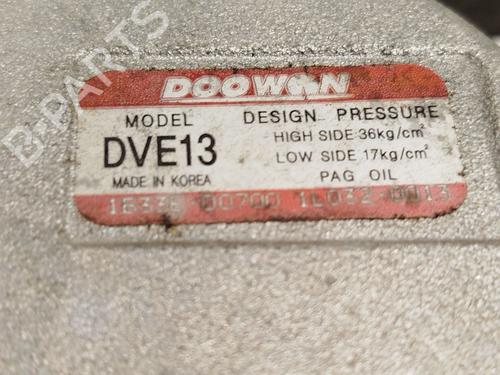 DOOWON
MODEL
DVE13
MADE IN KOREA
DESIGN PRESSURE
HIGH SIDE 36kg/cm²
LOW SIDE 17kg/cm²
PAG OIL
B-PARTS